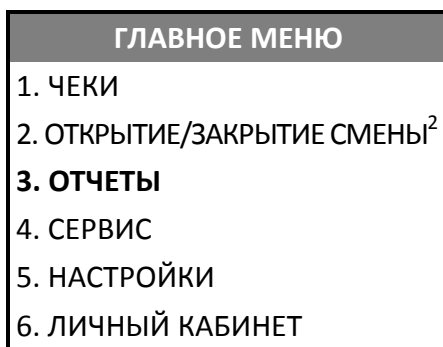 ГЛАВНОЕ МЕНЮ
1. ЧЕКИ
2. ОТКРЫТИЕ/ЗАКРЫТИЕ СМЕНЫ²
3. ОТЧЕТЫ
4. СЕРВИС
5. НАСТРОЙКИ
6. ЛИЧНЫЙ КАБИНЕТ